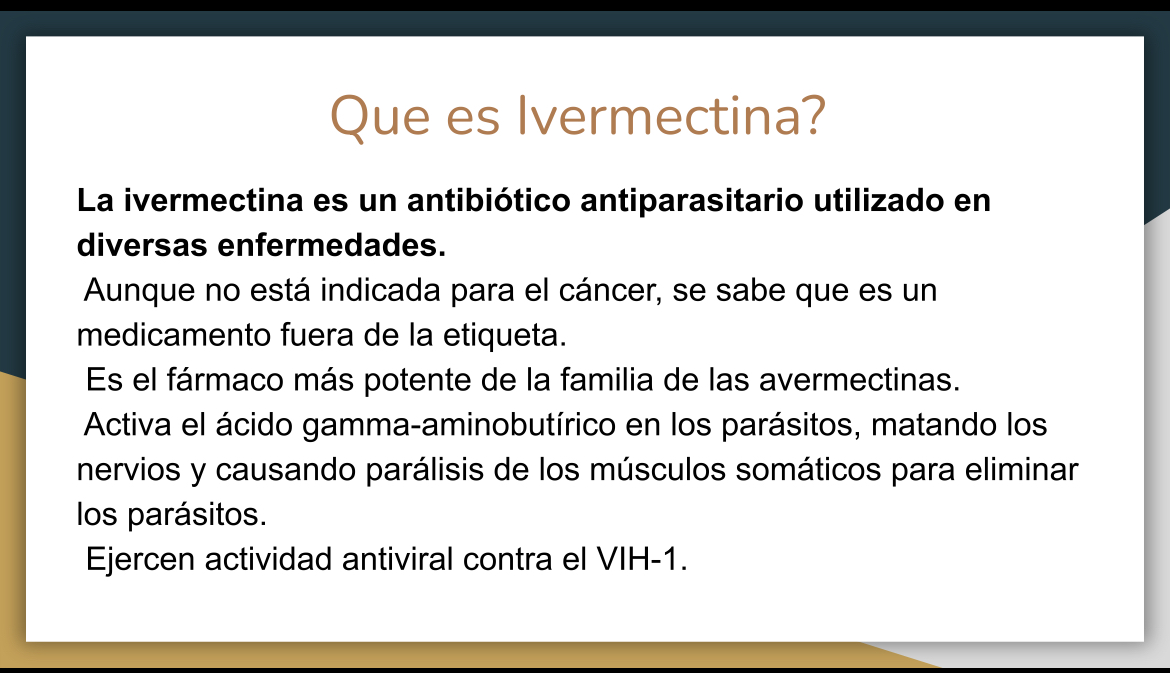 Que es Ivermectina?
La ivermectina es un antibiótico antiparasitario utilizado en
diversas enfermedades.
Aunque no está indicada para el cáncer, se sabe que es un
medicamento fuera de la etiqueta.
Es el fármaco más potente de la familia de las avermectinas.
Activa el ácido gamma-aminobutírico en los parásitos, matando los
nervios y causando parálisis de los músculos somáticos para eliminar
los parásitos.
Ejercen actividad antiviral contra el VIH-1.